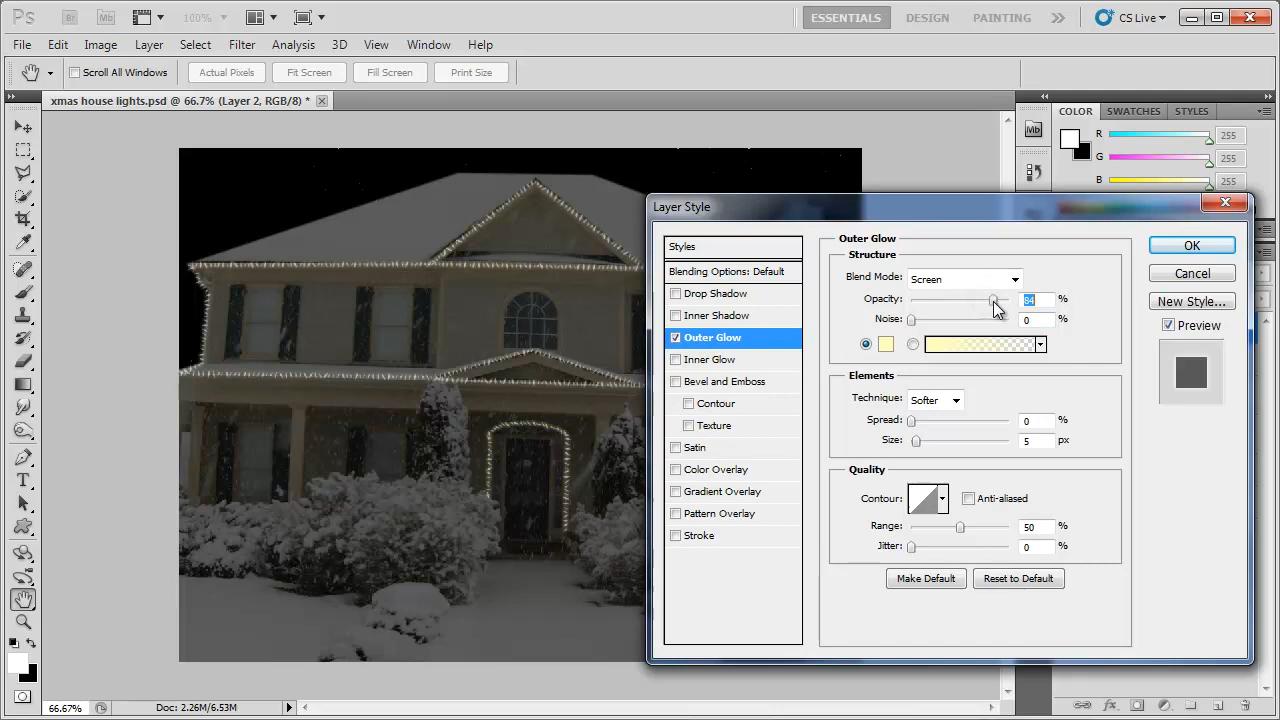 Ps Br Mb 100% ESSENTIALS DESIGN PAINTING CS Live
File Edit Image Layer Select Filter Analysis 3D View Window Help
Scroll All Windows Actual Pixels Fit Screen Fill Screen Print Size
xmas house lights.psd @ 66.7% (Layer 2, RGB/8) *
COLOR SWATCHES STYLES
Mb
R 255
G 255
B 255
Layer Style
Styles
Blending Options: Default
Drop Shadow
Inner Shadow
Outer Glow
Inner Glow
Bevel and Emboss
Contour
Texture
Satin
Color Overlay
Gradient Overlay
Pattern Overlay
Stroke
Outer Glow
Structure
Blend Mode: Screen
Opacity: 84 %
Noise: 0 %
Elements
Technique: Softer
Spread: 0 %
Size: 5 px
Quality
Contour: Anti-aliased
Range: 50 %
Jitter: 0 %
Make Default Reset to Default
OK
Cancel
New Style...
Preview
T
66.67% Doc: 2.26M/6.53M
fx